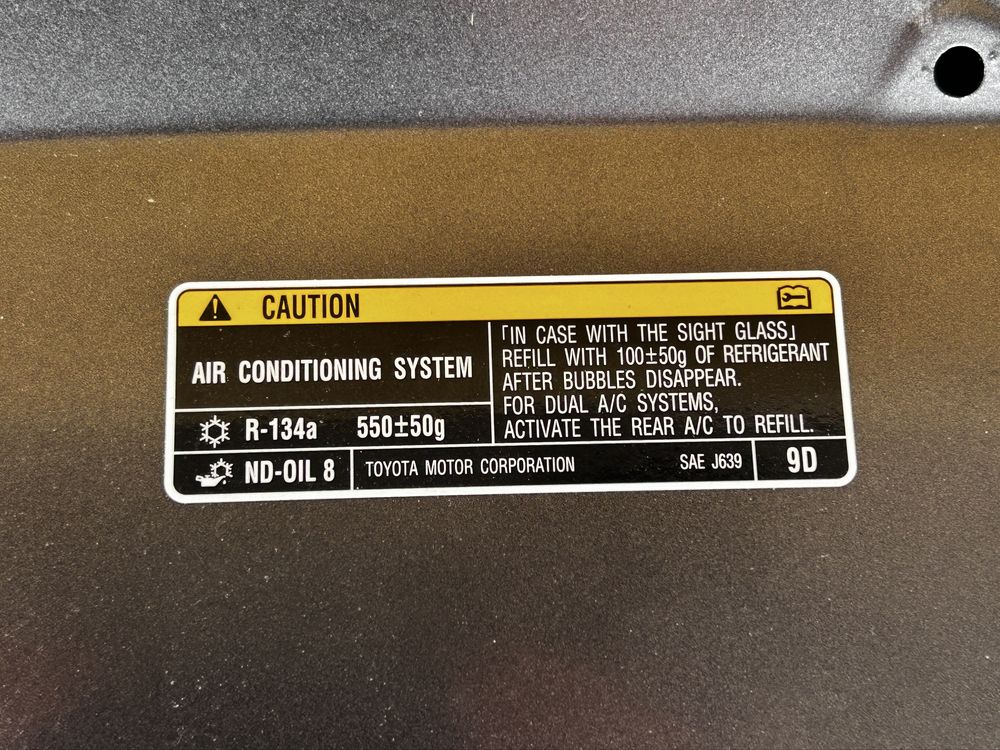 CAUTION
AIR CONDITIONING SYSTEM
R-134a 550±50g
ND-OIL 8
｢IN CASE WITH THE SIGHT GLASS｣
REFILL WITH 100±50g OF REFRIGERANT
AFTER BUBBLES DISAPPEAR.
FOR DUAL A/C SYSTEMS,
ACTIVATE THE REAR A/C TO REFILL.
TOYOTA MOTOR CORPORATION
SAE J639
9D